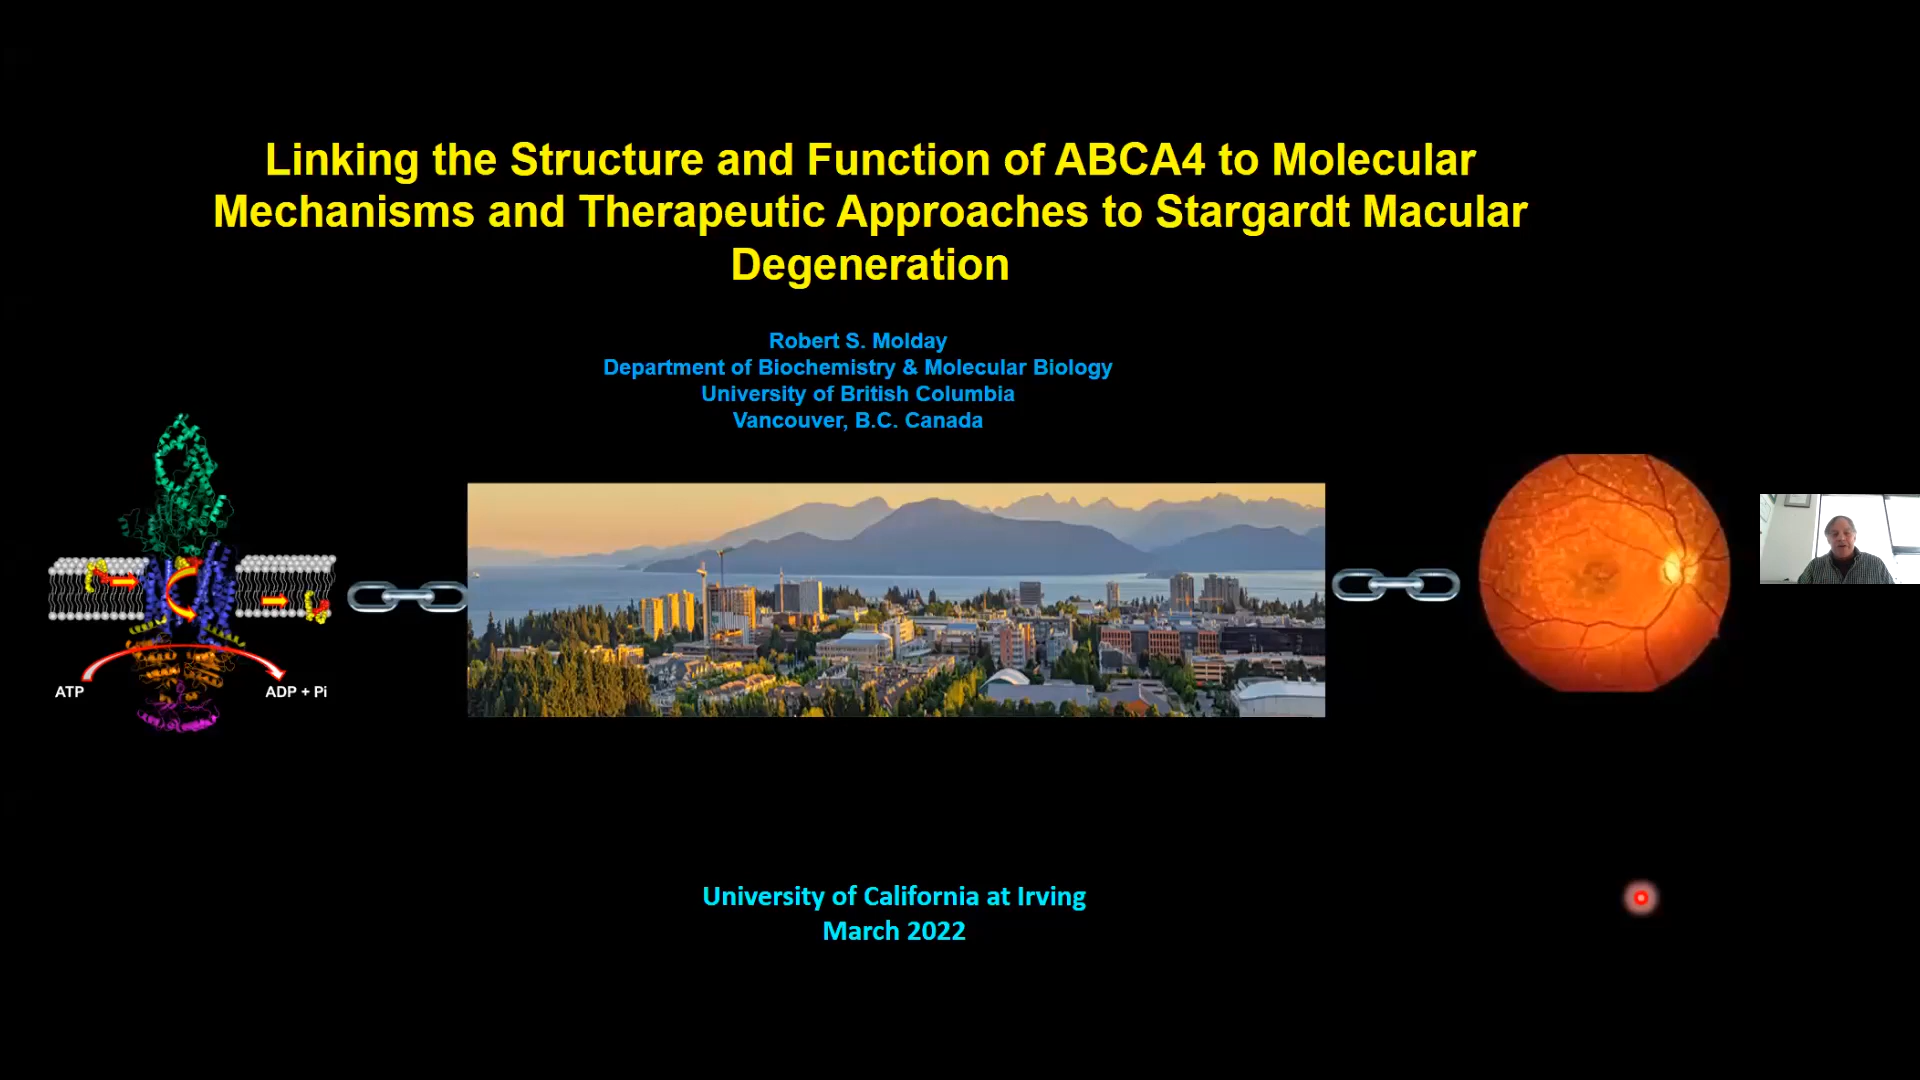 Linking the Structure and Function of ABCA4 to Molecular
Mechanisms and Therapeutic Approaches to Stargardt Macular
Degeneration
Robert S. Molday
Department of Biochemistry & Molecular Biology
University of British Columbia
Vancouver, B.C. Canada
ATP
ADP + Pi
University of California at Irving
March 2022